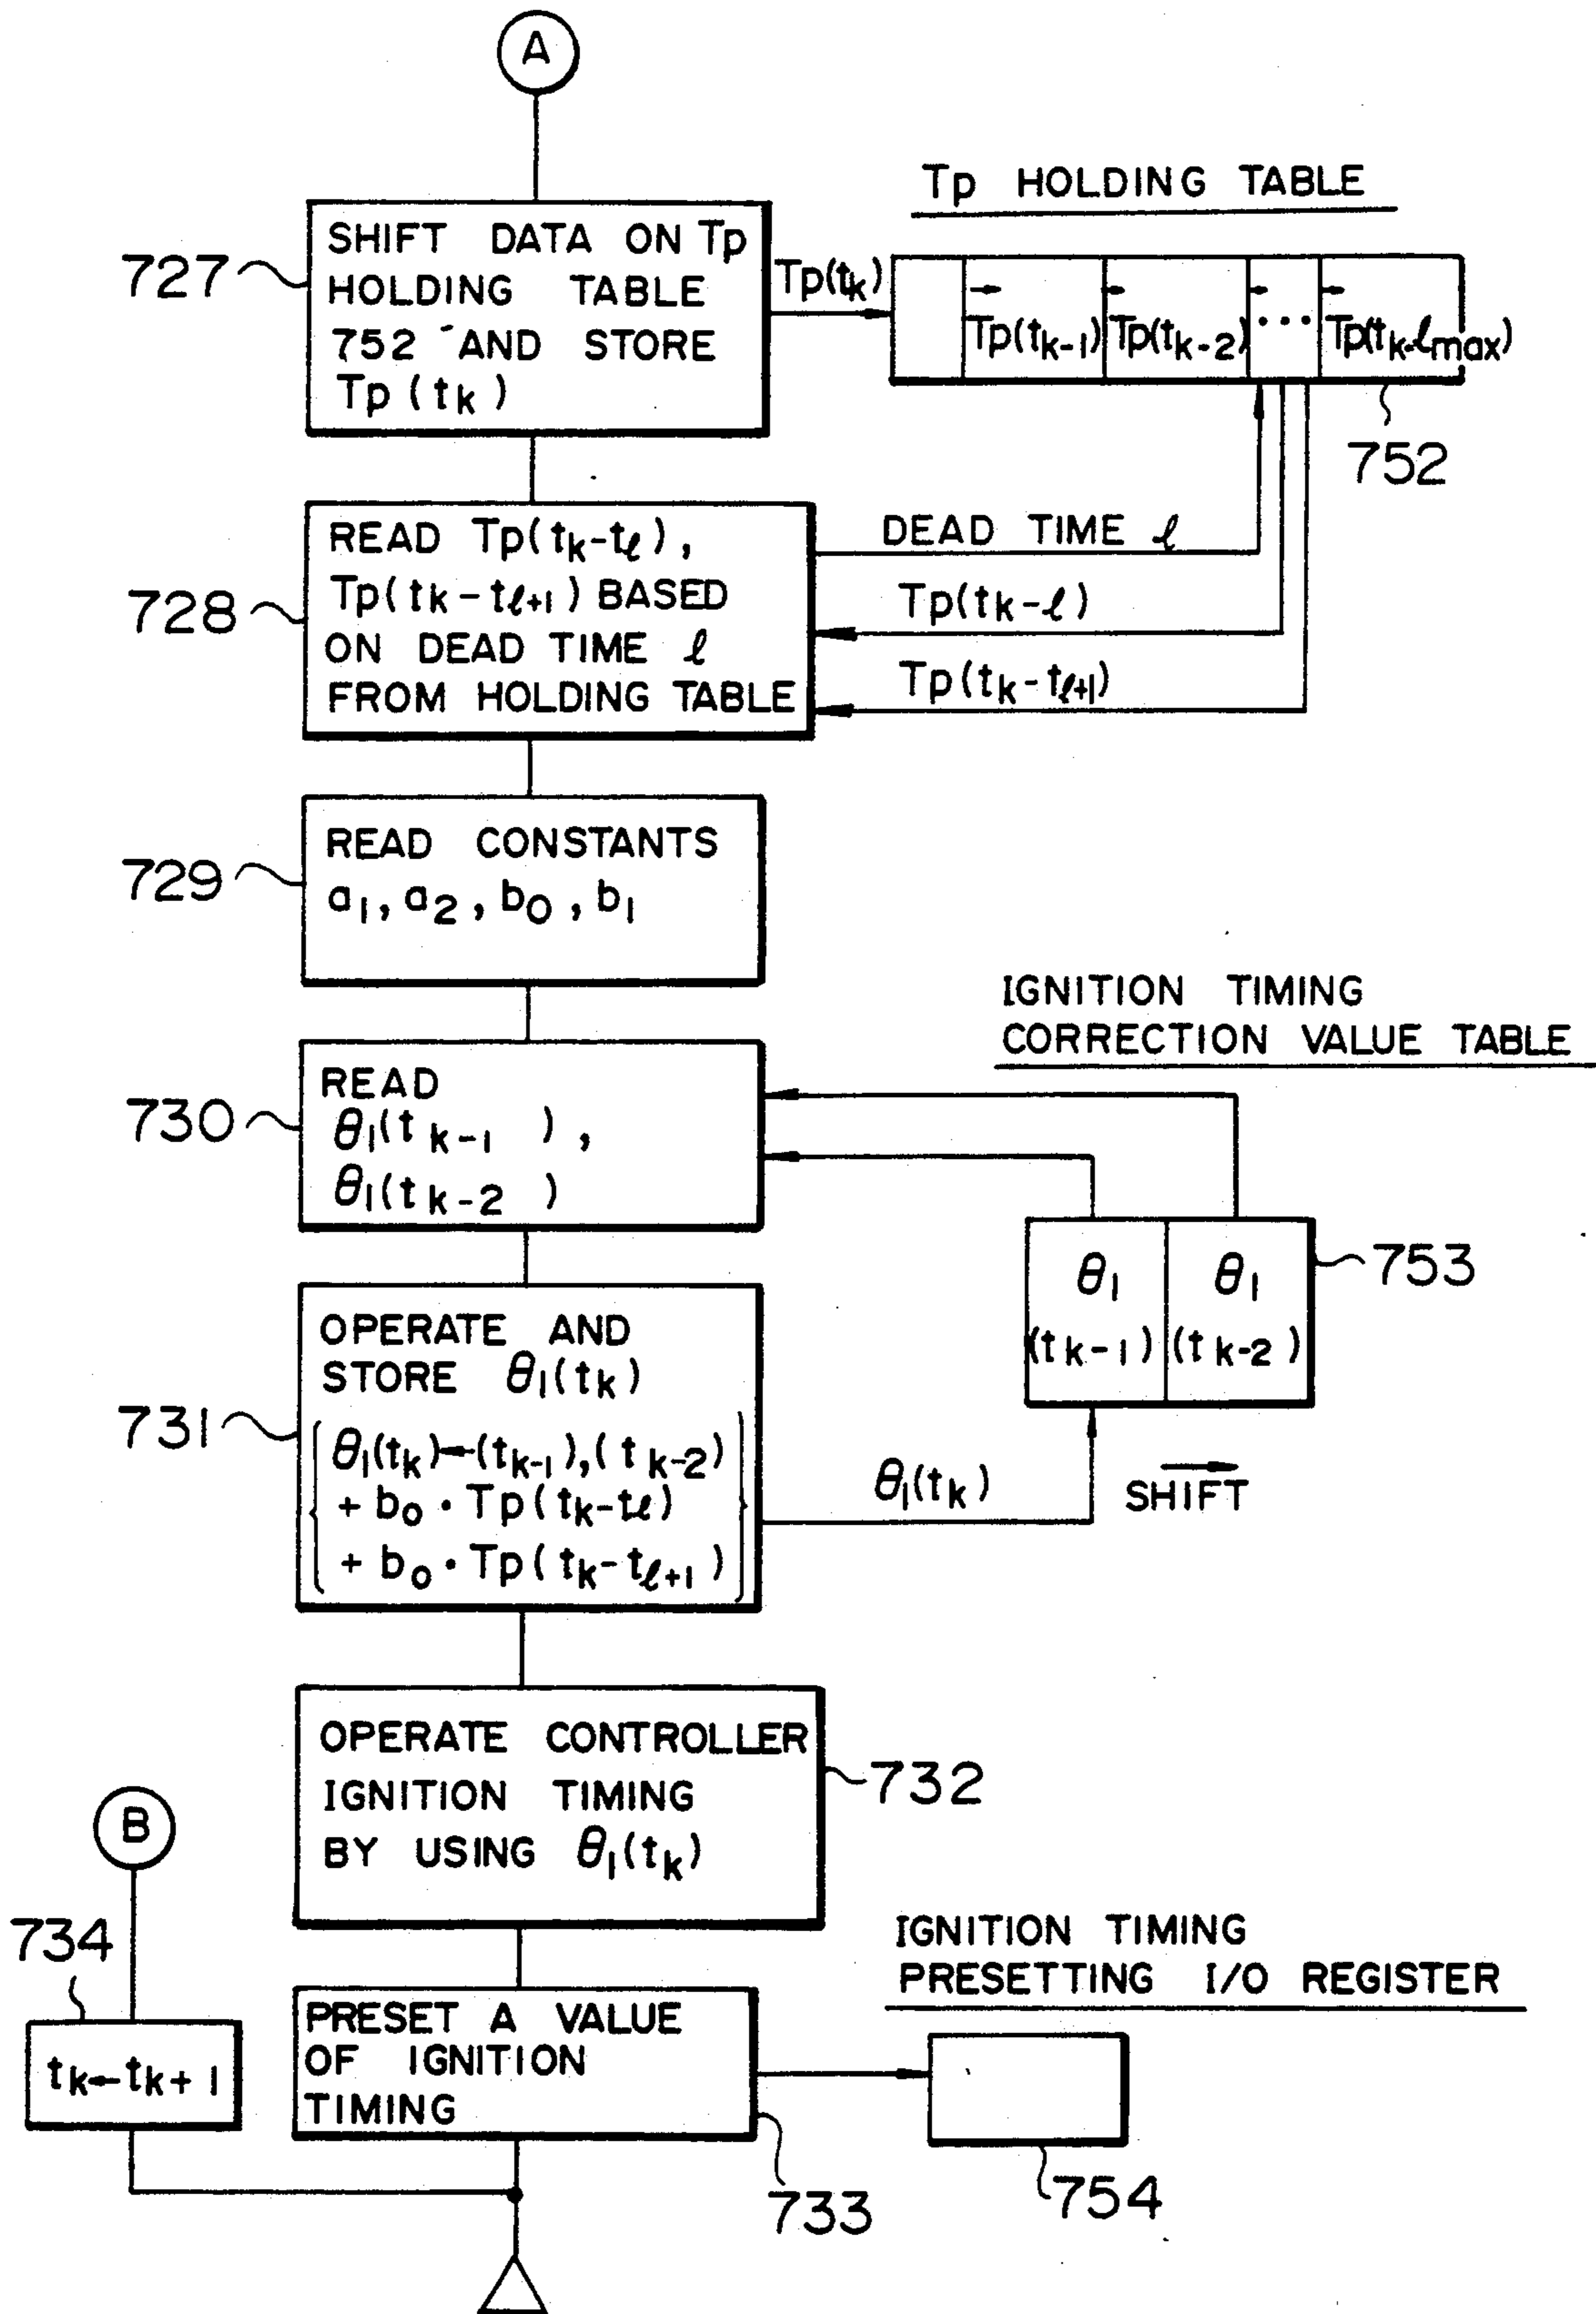 A
Tp HOLDING TABLE
SHIFT DATA ON Tp
HOLDING TABLE
752 AND STORE
Tp(tk)
727
Tp(tk)
Tp(tk-1) Tp(tk-2) ... Tp(tk-ℓmax)
752
READ Tp(tk-tℓ),
Tp(tk-tℓ+1) BASED
ON DEAD TIME ℓ
FROM HOLDING TABLE
728
DEAD TIME ℓ
Tp(tk-ℓ)
Tp(tk-tℓ+1)
READ CONSTANTS
a1, a2, b0, b1
729
IGNITION TIMING
CORRECTION VALUE TABLE
READ
θ1(tk-1),
θ1(tk-2)
730
θ1 θ1
(tk-1) (tk-2)
753
OPERATE AND
STORE θ1(tk)
θ1(tk)←(tk-1),(tk-2)
+ b0・Tp(tk-tℓ)
+ b0・Tp(tk-tℓ+1)
731
θ1(tk)
SHIFT
OPERATE CONTROLLER
IGNITION TIMING
BY USING θ1(tk)
732
B
734
tk←tk+1
IGNITION TIMING
PRESETTING I/O REGISTER
PRESET A VALUE
OF IGNITION
TIMING
733
754